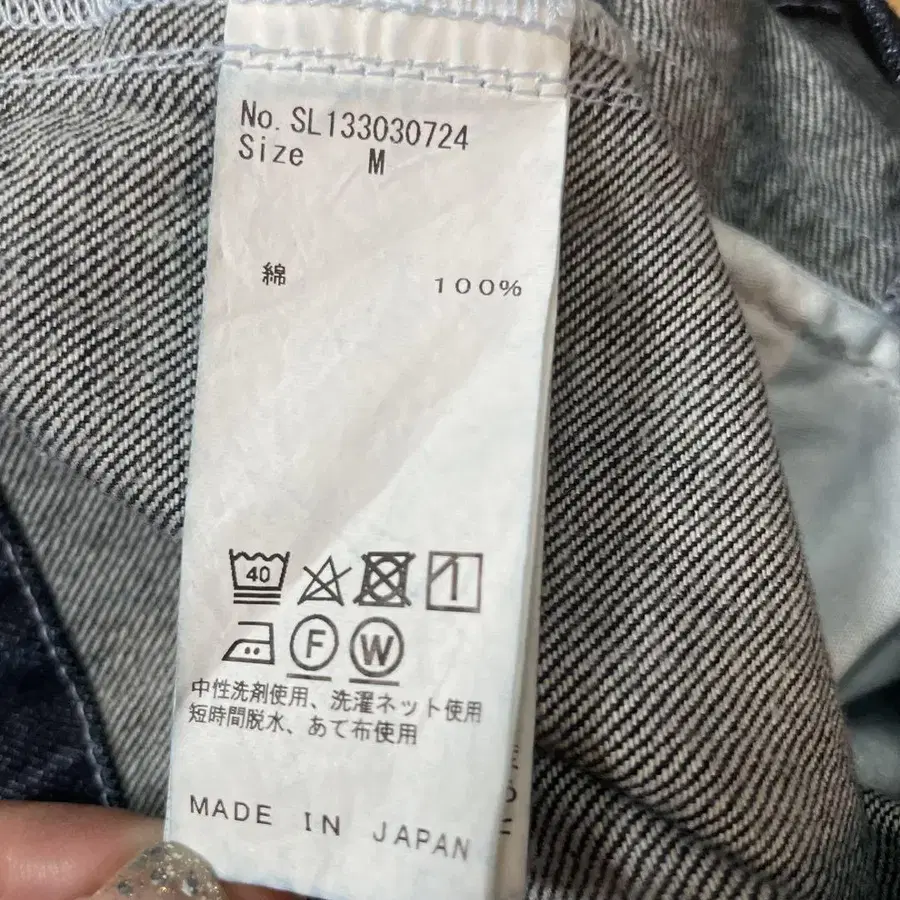 No. SL133030724
Size M
綿 100%
40
F W
中性洗剤使用、洗濯ネット使用
短時間脱水、あて布使用
MADE IN JAPAN